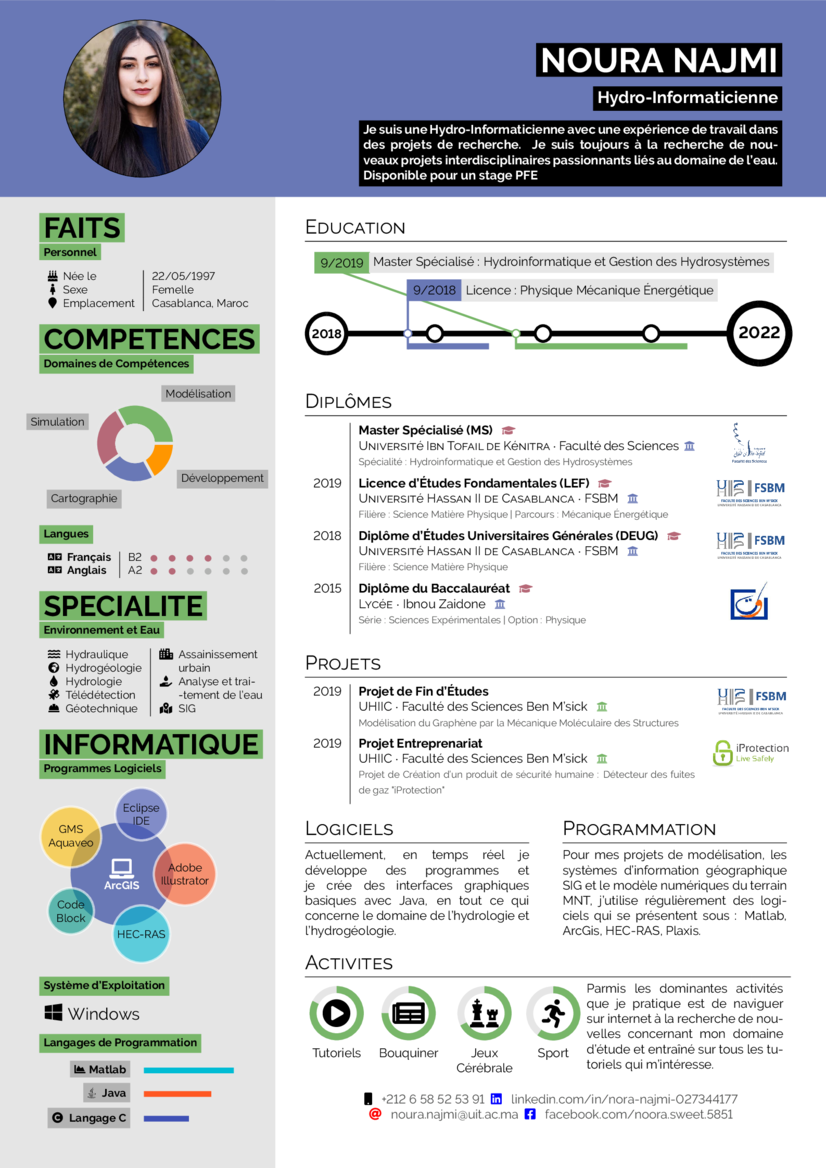 NOURA NAJMI
Hydro-Informaticienne
Je suis une Hydro-Informaticienne avec une expérience de travail dans
des projets de recherche. Je suis toujours à la recherche de nou-
veaux projets interdisciplinaires passionnants liés au domaine de l'eau.
Disponible pour un stage PFE
FAITS
Personnel
Née le 22/05/1997
Sexe Femelle
Emplacement Casablanca, Maroc
COMPETENCES
Domaines de Compétences
Modélisation
Simulation
Développement
Cartographie
Langues
Français B2
Anglais A2
SPECIALITE
Environnement et Eau
Hydraulique
Hydrogéologie
Hydrologie
Télédétection
Géotechnique
Assainissement
urbain
Analyse et trai-
-tement de l'eau
SIG
INFORMATIQUE
Programmes Logiciels
Eclipse
IDE
GMS
Aquaveo
ArcGIS
Adobe
Illustrator
Code
Block
HEC-RAS
Système d'Exploitation
Windows
Langages de Programmation
Matlab
Java
Langage C
EDUCATION
9/2019 Master Spécialisé : Hydroinformatique et Gestion des Hydrosystèmes
9/2018 Licence : Physique Mécanique Énergétique
2018
2022
DIPLÔMES
Master Spécialisé (MS)
UNIVERSITÉ IBN TOFAIL DE KÉNITRA · Faculté des Sciences
Spécialité : Hydroinformatique et Gestion des Hydrosystèmes
2019 Licence d'Études Fondamentales (LEF)
UNIVERSITÉ HASSAN II DE CASABLANCA · FSBM
Filière : Science Matière Physique | Parcours : Mécanique Énergétique
FSBM
2018 Diplôme d'Études Universitaires Générales (DEUG)
UNIVERSITÉ HASSAN II DE CASABLANCA · FSBM
Filière : Science Matière Physique
FSBM
2015 Diplôme du Baccalauréat
LYCÉE · Ibnou Zaidone
Série : Sciences Expérimentales | Option : Physique
PROJETS
2019 Projet de Fin d'Études
UHIIC · Faculté des Sciences Ben M'sick
Modélisation du Graphène par la Mécanique Moléculaire des Structures
FSBM
2019 Projet Entreprenariat
UHIIC · Faculté des Sciences Ben M'sick
Projet de Création d'un produit de sécurité humaine : Détecteur des fuites
de gaz "iProtection"
iProtection
Live Safely
LOGICIELS
Actuellement, en temps réel je
développe des programmes et
je crée des interfaces graphiques
basiques avec Java, en tout ce qui
concerne le domaine de l'hydrologie et
l'hydrogéologie.
PROGRAMMATION
Pour mes projets de modélisation, les
systèmes d'information géographique
SIG et le modèle numériques du terrain
MNT, j'utilise régulièrement des logi-
ciels qui se présentent sous : Matlab,
ArcGis, HEC-RAS, Plaxis.
ACTIVITES
Tutoriels
Bouquiner
Jeux
Cérébrale
Sport
Parmis les dominantes activités
que je pratique est de naviguer
sur internet à la recherche de nou-
velles concernant mon domaine
d'étude et entraîné sur tous les tu-
toriels qui m'intéresse.
+212 6 58 52 53 91 linkedin.com/in/nora-najmi-027344177
noura.najmi@uit.ac.ma facebook.com/noora.sweet.5851